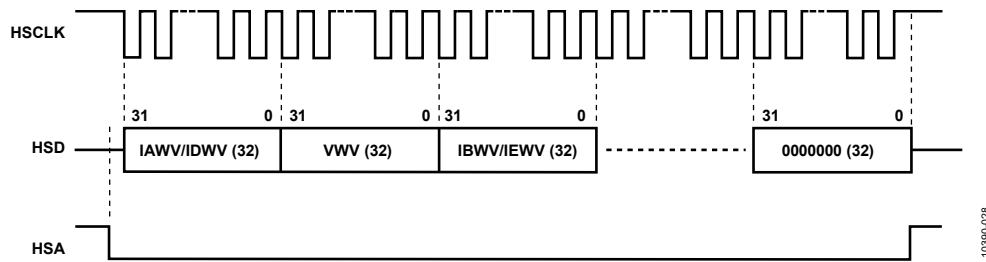 HSCLK
31 0 31 0 31 0 31 0
HSD IAWV/IDWV (32) VWV (32) IBWV/IEWV (32) 0000000 (32)
HSA
10390-028